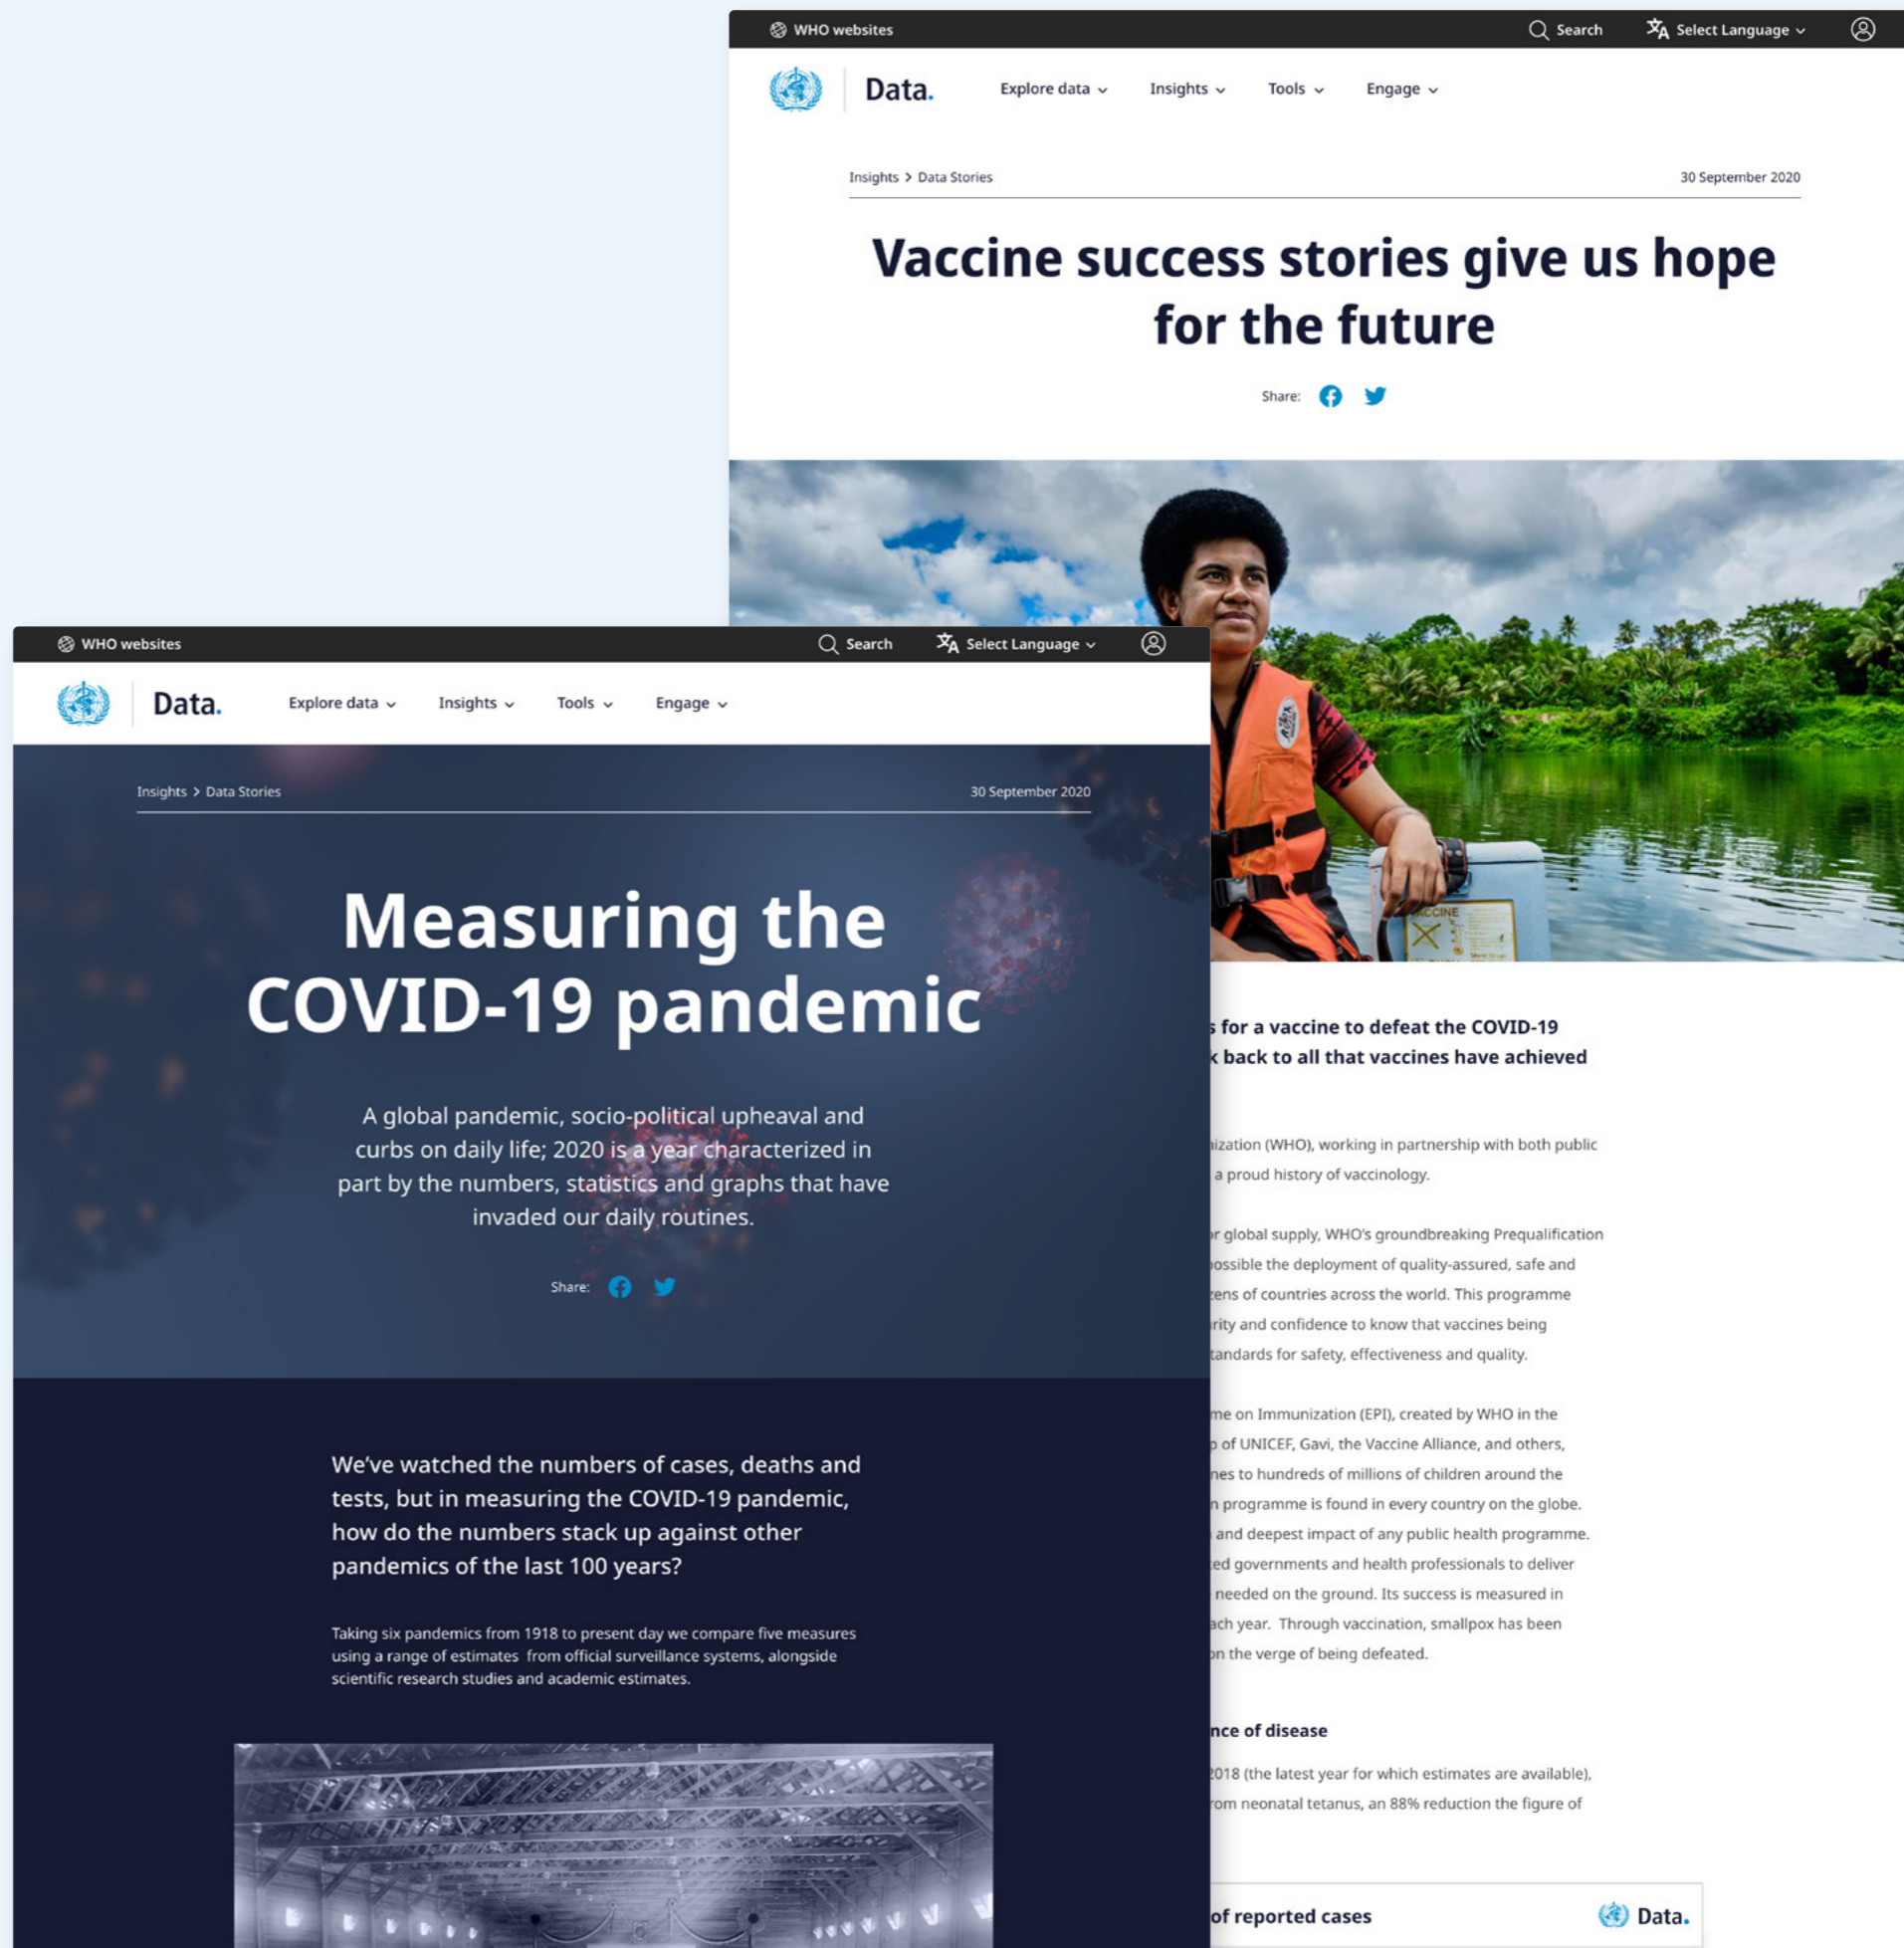 WHO websites
Search
Select Language
Data.
Explore data
Insights
Tools
Engage
Insights > Data Stories
30 September 2020
Vaccine success stories give us hope
for the future
Share:
VACCINE
for a vaccine to defeat the COVID-19
back to all that vaccines have achieved
(WHO), working in partnership with both public
a proud history of vaccinology.
global supply, WHO's groundbreaking Prequalification
the deployment of quality-assured, safe and
of countries across the world. This programme
and confidence to know that vaccines being
for safety, effectiveness and quality.
on Immunization (EPI), created by WHO in the
of UNICEF, Gavi, the Vaccine Alliance, and others,
to hundreds of millions of children around the
programme is found in every country on the globe.
and deepest impact of any public health programme.
governments and health professionals to deliver
needed on the ground. Its success is measured in
year. Through vaccination, smallpox has been
the verge of being defeated.
of disease
2018 (the latest year for which estimates are available),
neonatal tetanus, an 88% reduction the figure of
of reported cases
Data.
WHO websites
Search
Select Language
Data.
Explore data
Insights
Tools
Engage
Insights > Data Stories
30 September 2020
Measuring the
COVID-19 pandemic
A global pandemic, socio-political upheaval and
curbs on daily life; 2020 is a year characterized in
part by the numbers, statistics and graphs that have
invaded our daily routines.
Share:
We've watched the numbers of cases, deaths and
tests, but in measuring the COVID-19 pandemic,
how do the numbers stack up against other
pandemics of the last 100 years?
Taking six pandemics from 1918 to present day we compare five measures
using a range of estimates from official surveillance systems, alongside
scientific research studies and academic estimates.